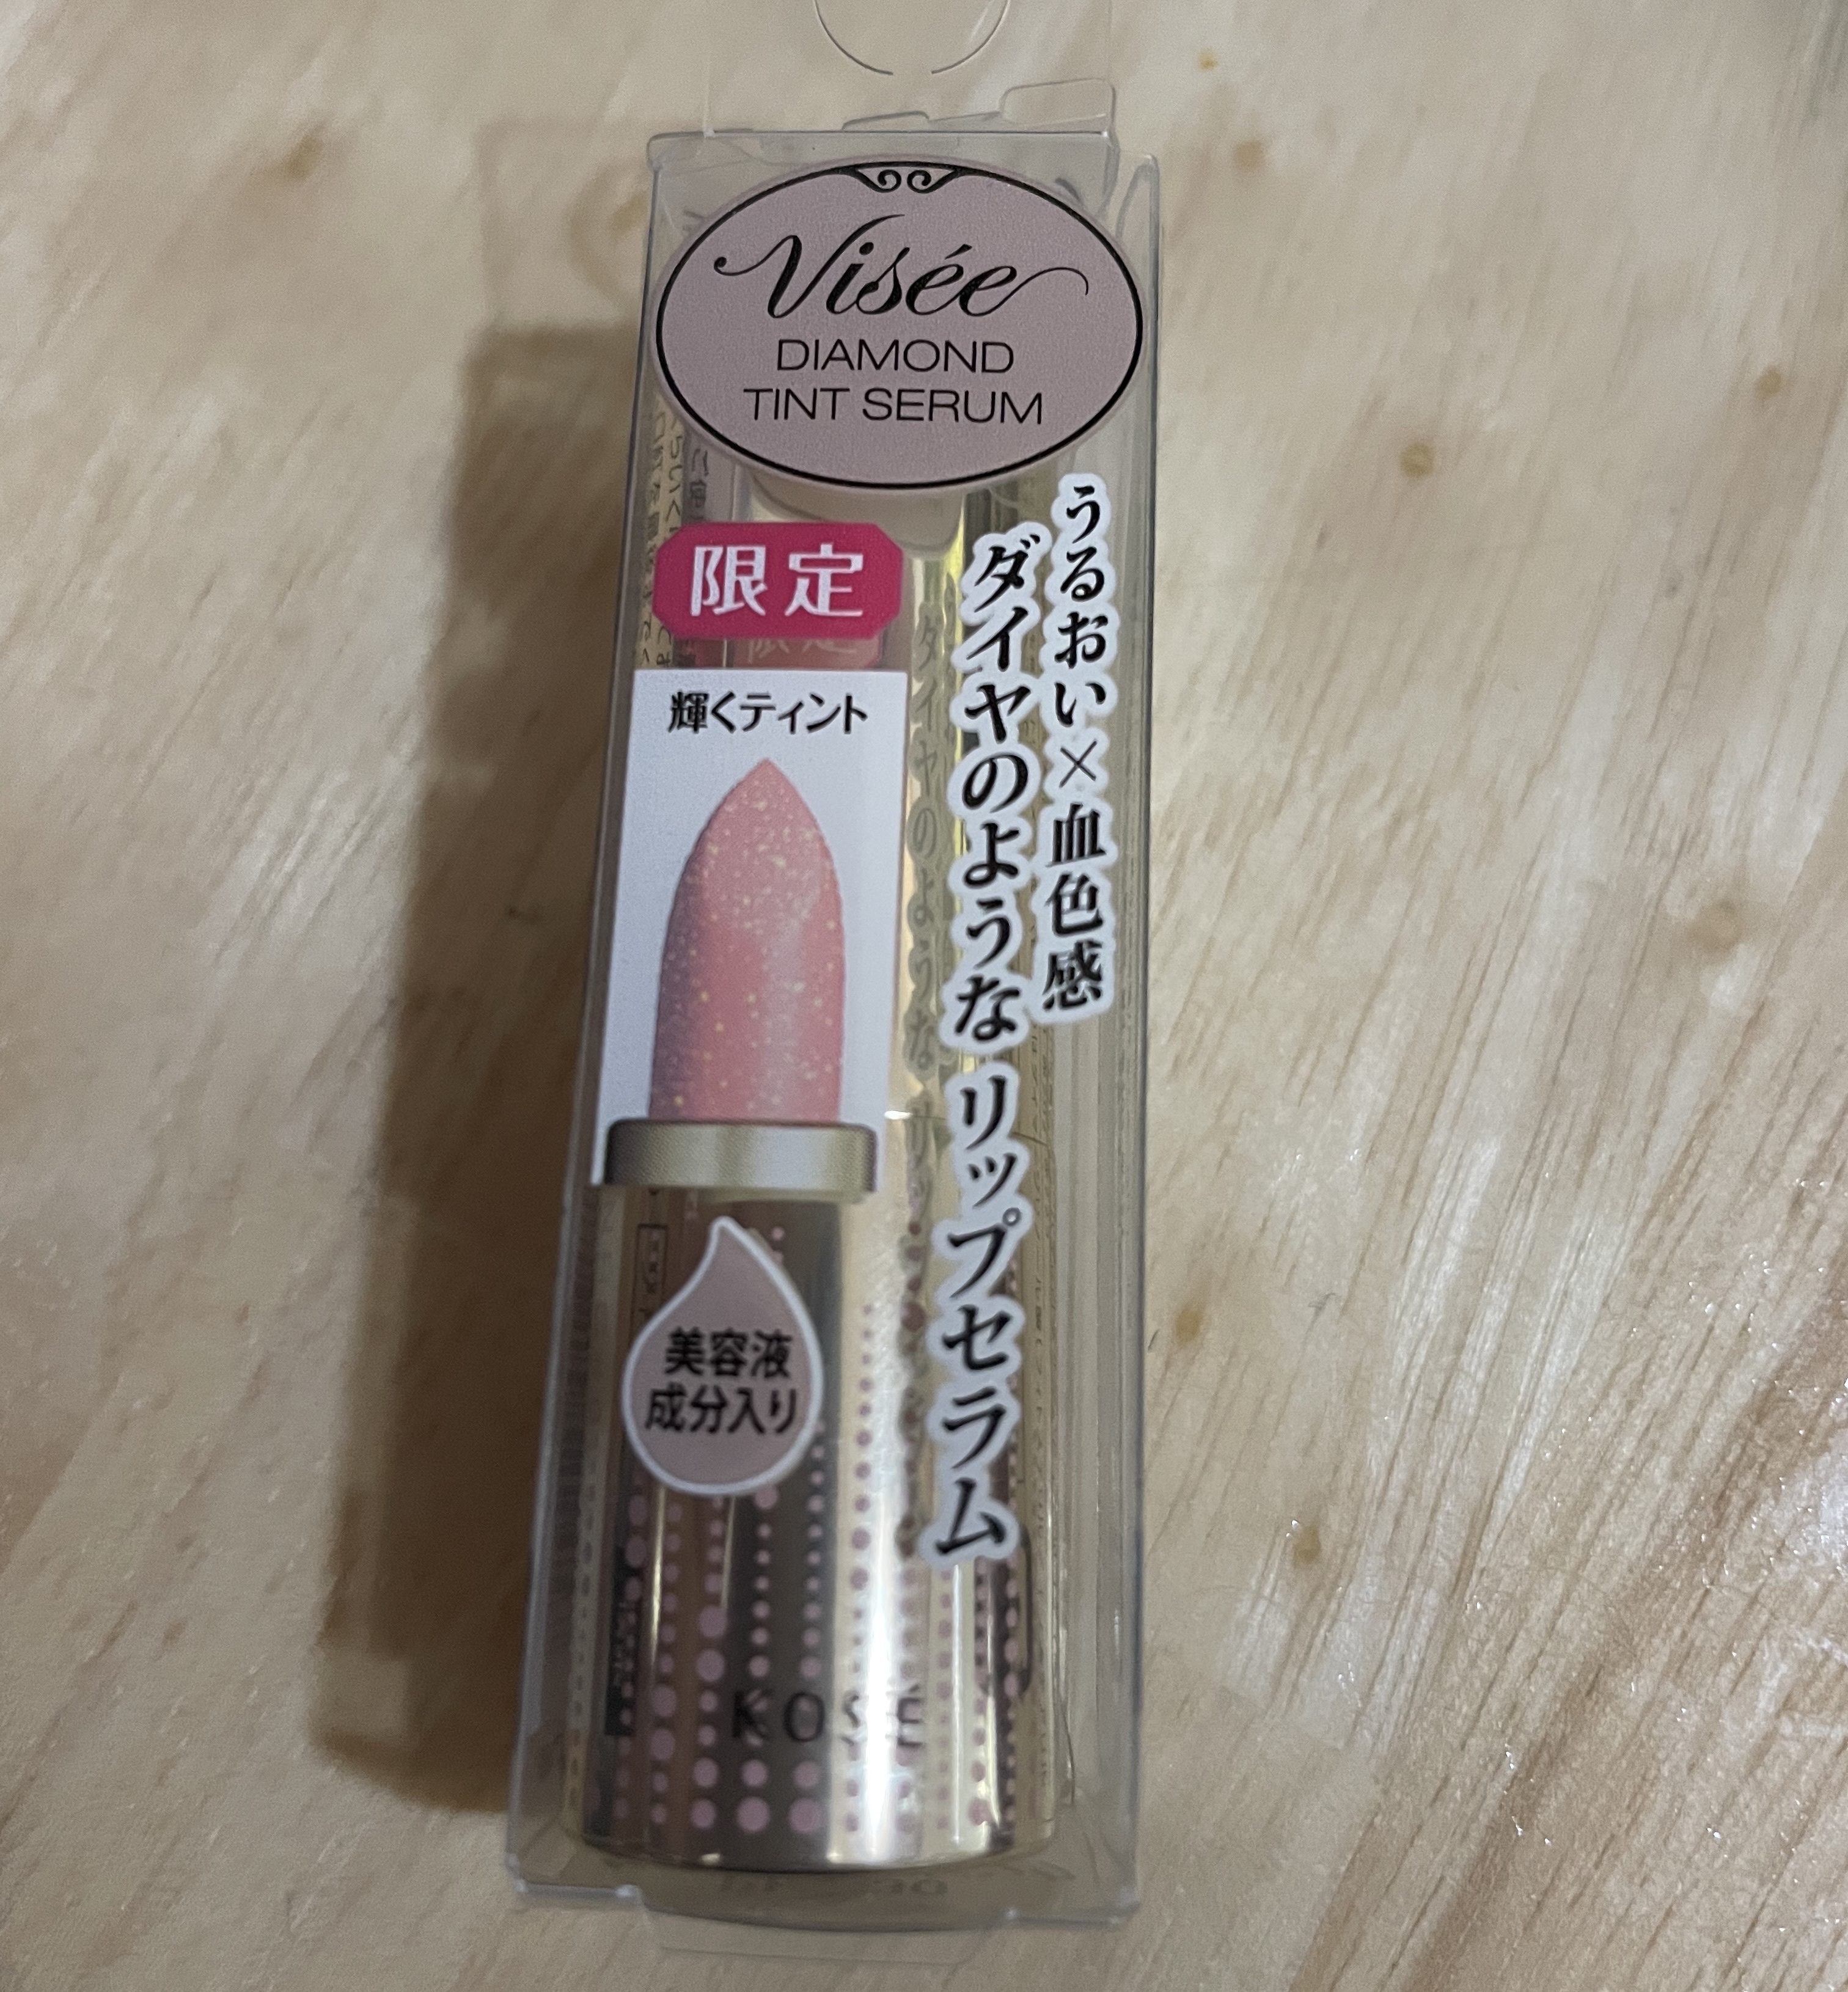 Visée
DIAMOND
TINT SERUM
限定
輝くティント
うるおい×血色感
ダイヤのような リップセラム
美容液
成分入り
KOSÉ